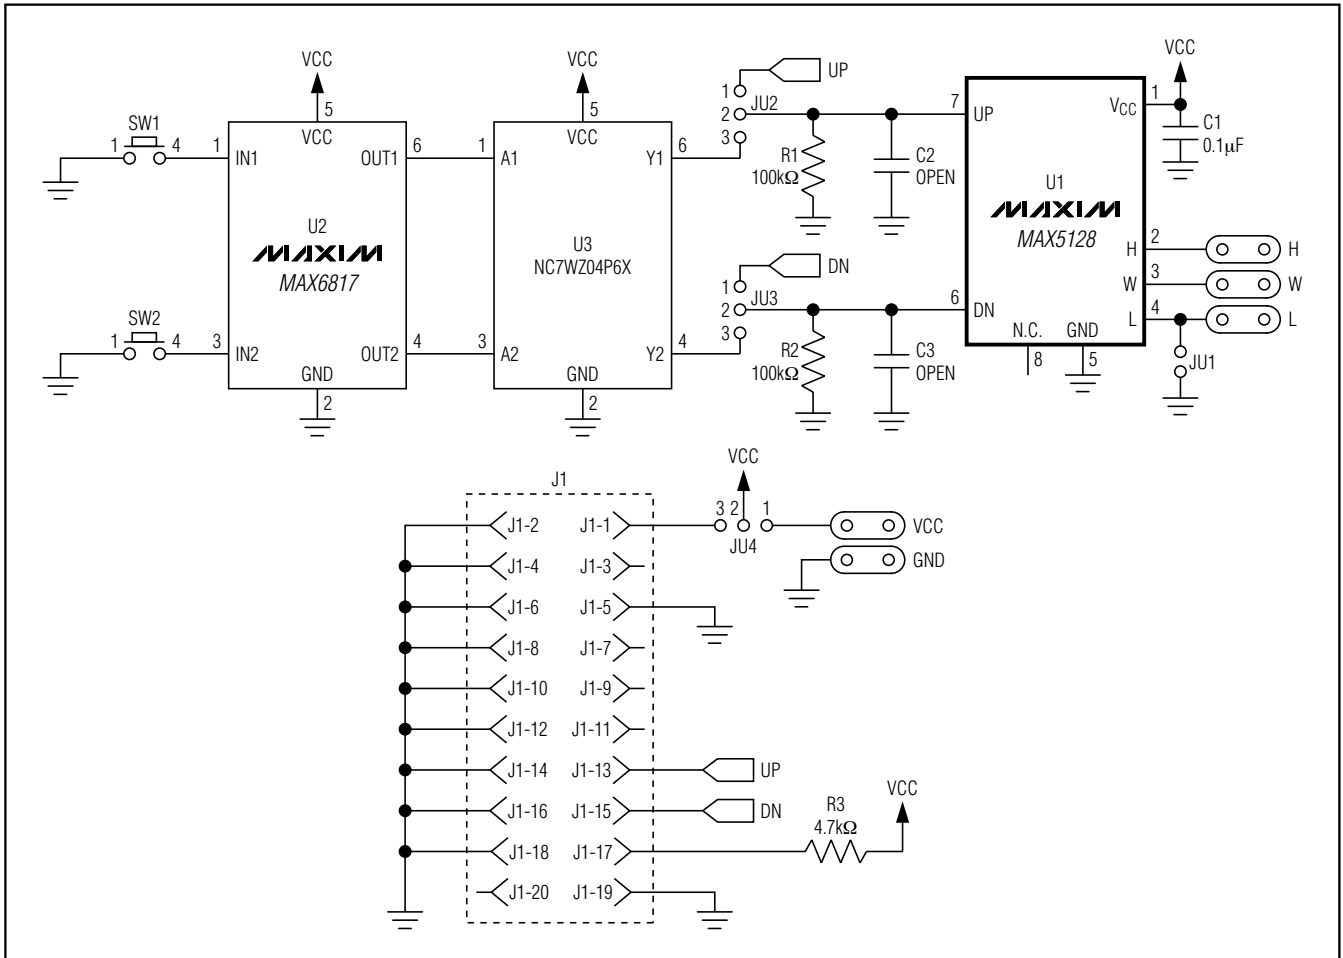 VCC
5
VCC
SW1
1 4
1 IN1
OUT1 6
U2
MAXIM
MAX6817
SW2
1 4
3 IN2
OUT2 4
GND
2
VCC
5
VCC
1 A1
Y1 6
U3
NC7WZ04P6X
3 A2
Y2 4
GND
2
UP
1
2 JU2
3
R1
100kΩ
C2
OPEN
DN
1
2 JU3
3
R2
100kΩ
C3
OPEN
7 UP
VCC 1
VCC
C1
0.1µF
U1
MAXIM
MAX5128
H 2 H
W 3 W
L 4 L
6 DN
N.C. GND
8 5
JU1
J1
VCC
3 2 1
JU4
VCC
GND
J1-2 J1-1
J1-4 J1-3
J1-6 J1-5
J1-8 J1-7
J1-10 J1-9
J1-12 J1-11
J1-14 J1-13 UP
J1-16 J1-15 DN
J1-18 J1-17
R3
4.7kΩ
VCC
J1-20 J1-19